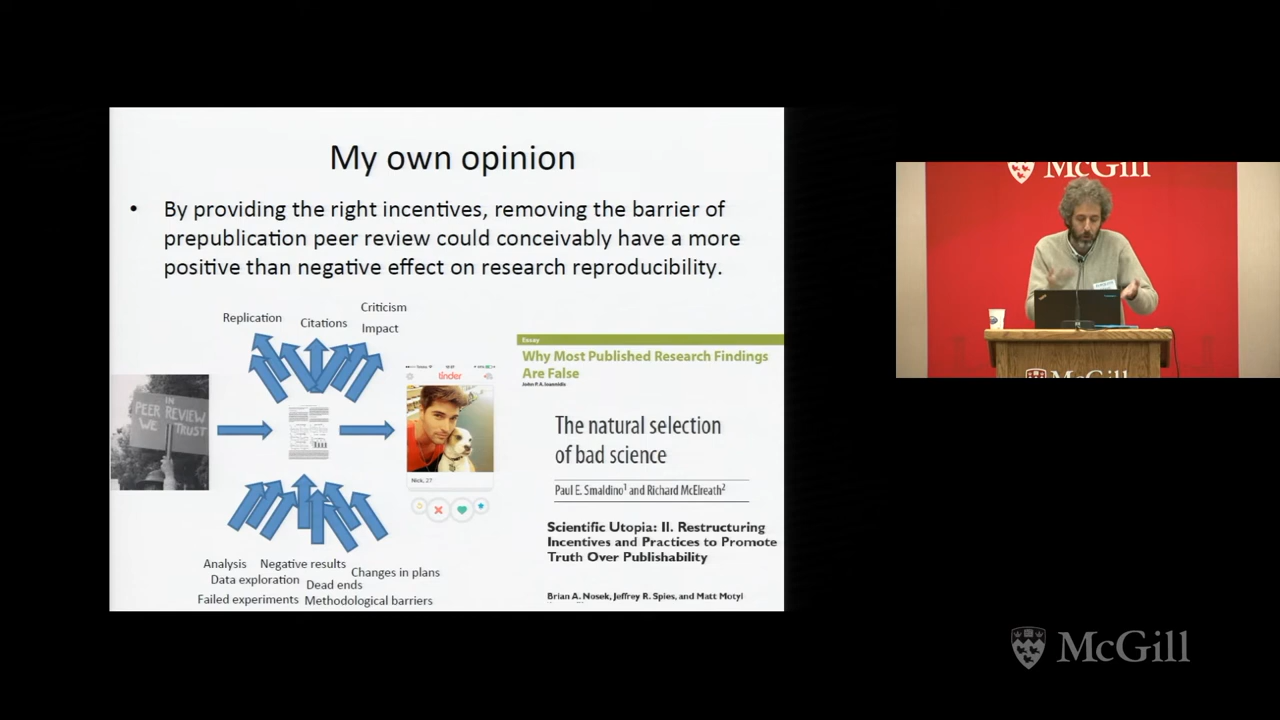 My own opinion
• By providing the right incentives, removing the barrier of
prepublication peer review could conceivably have a more
positive than negative effect on research reproducibility.
Replication
Citations
Criticism
Impact
IN
PEER REVIEW
WE TRUST
tinder
Nick, 27
Analysis
Negative results
Changes in plans
Data exploration
Dead ends
Failed experiments
Methodological barriers
Essay
Why Most Published Research Findings
Are False
John P. A. Ioannidis
The natural selection
of bad science
Paul E. Smaldino1 and Richard McElreath2
Scientific Utopia: II. Restructuring
Incentives and Practices to Promote
Truth Over Publishability
Brian A. Nosek, Jeffrey R. Spies, and Matt Motyl
McGill
McGill
McGill